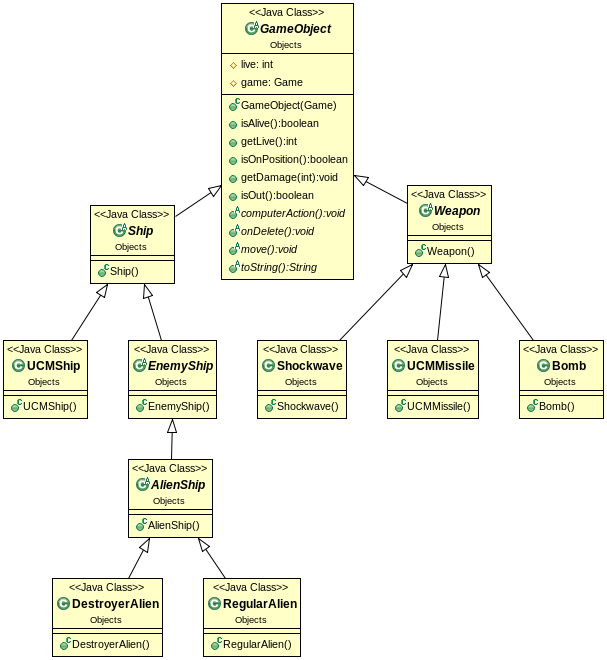 <<Java Class>>
GameObject
Objects
live: int
game: Game
GameObject(Game)
isAlive():boolean
getLive():int
isOnPosition():boolean
getDamage(int):void
isOut():boolean
computerAction():void
onDelete():void
move():void
toString():String
<<Java Class>>
Ship
Objects
Ship()
<<Java Class>>
Weapon
Objects
Weapon()
<<Java Class>>
UCMShip
Objects
UCMShip()
<<Java Class>>
EnemyShip
Objects
EnemyShip()
<<Java Class>>
Shockwave
Objects
Shockwave()
<<Java Class>>
UCMMissile
Objects
UCMMissile()
<<Java Class>>
Bomb
Objects
Bomb()
<<Java Class>>
AlienShip
Objects
AlienShip()
<<Java Class>>
DestroyerAlien
Objects
DestroyerAlien()
<<Java Class>>
RegularAlien
Objects
RegularAlien()